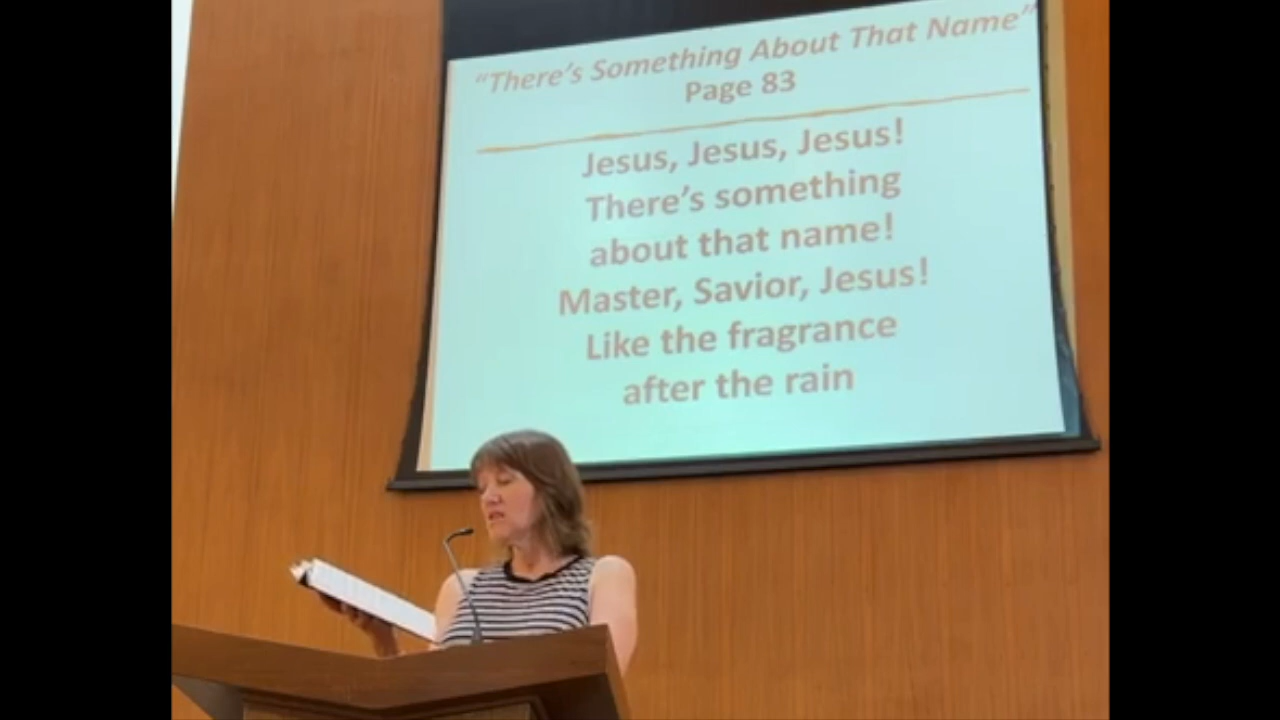 “There’s Something About That Name”
Page 83
Jesus, Jesus, Jesus!
There’s something
about that name!
Master, Savior, Jesus!
Like the fragrance
after the rain